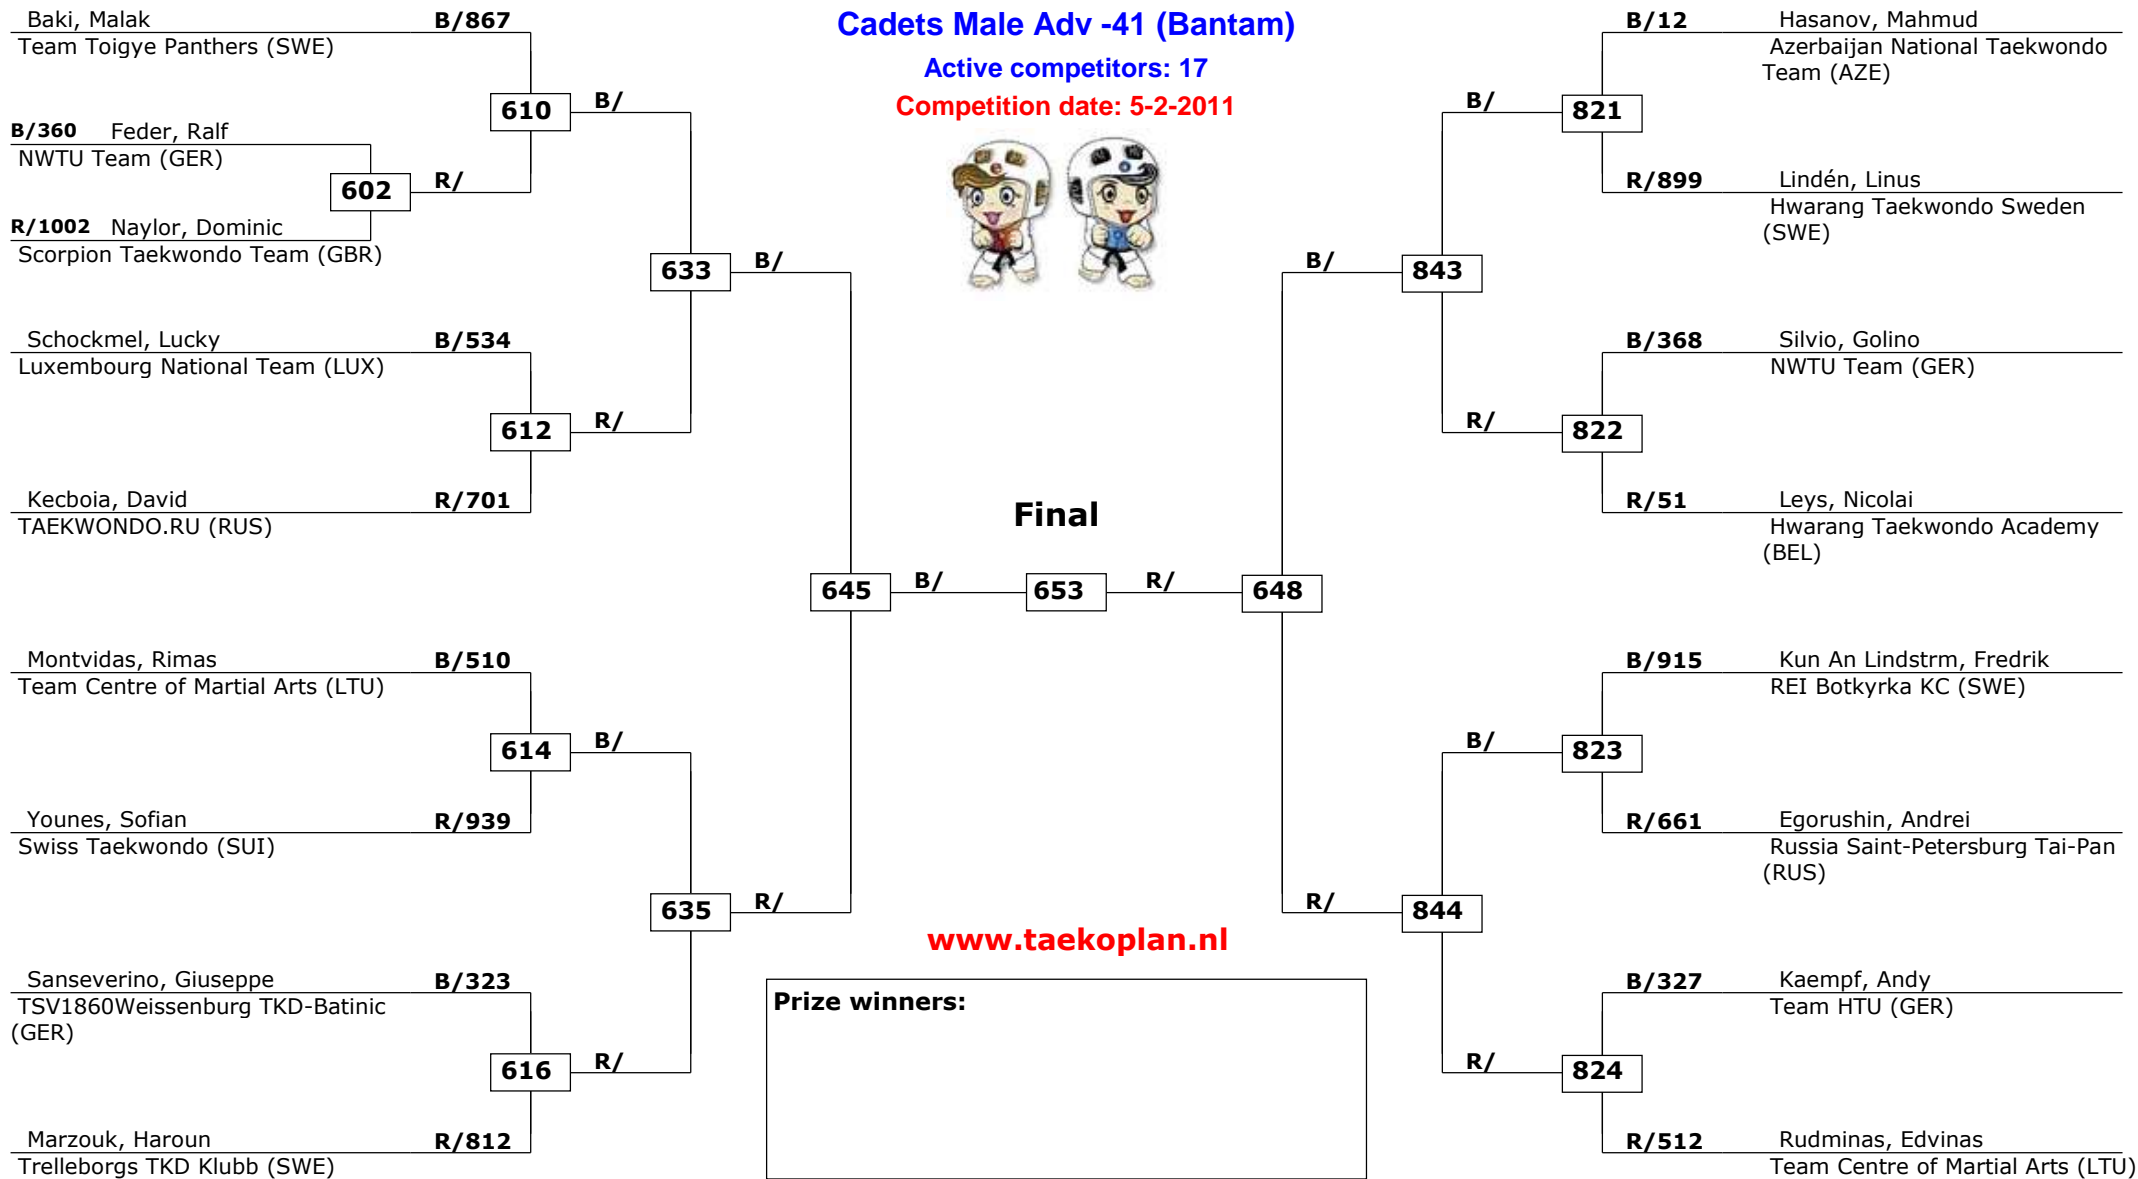 Cadets Male Adv -41 (Bantam)
Active competitors: 17
Competition date: 5-2-2011
Baki, Malak B/867
Team Toigye Panthers (SWE)
610 B/
B/360 Feder, Ralf
NWTU Team (GER)
602 R/
R/1002 Naylor, Dominic
Scorpion Taekwondo Team (GBR)
633 B/
Schockmel, Lucky B/534
Luxembourg National Team (LUX)
612 R/
Kecboia, David R/701
TAEKWONDO.RU (RUS)
Montvidas, Rimas B/510
Team Centre of Martial Arts (LTU)
614 B/
Younes, Sofian R/939
Swiss Taekwondo (SUI)
635 R/
Sanseverino, Giuseppe B/323
TSV1860Weissenburg TKD-Batinic
(GER)
616 R/
Marzouk, Haroun R/812
Trelleborgs TKD Klubb (SWE)
Final
645 B/ 653 R/ 648
www.taekoplan.nl
Prize winners:
B/12 Hasanov, Mahmud
Azerbaijan National Taekwondo
Team (AZE)
B/ 821
R/899 Lindén, Linus
Hwarang Taekwondo Sweden
(SWE)
B/ 843
B/368 Silvio, Golino
NWTU Team (GER)
R/ 822
R/51 Leys, Nicolai
Hwarang Taekwondo Academy
(BEL)
B/915 Kun An Lindstrm, Fredrik
REI Botkyrka KC (SWE)
B/ 823
R/661 Egorushin, Andrei
Russia Saint-Petersburg Tai-Pan
(RUS)
R/ 844
B/327 Kaempf, Andy
Team HTU (GER)
R/ 824
R/512 Rudminas, Edvinas
Team Centre of Martial Arts (LTU)